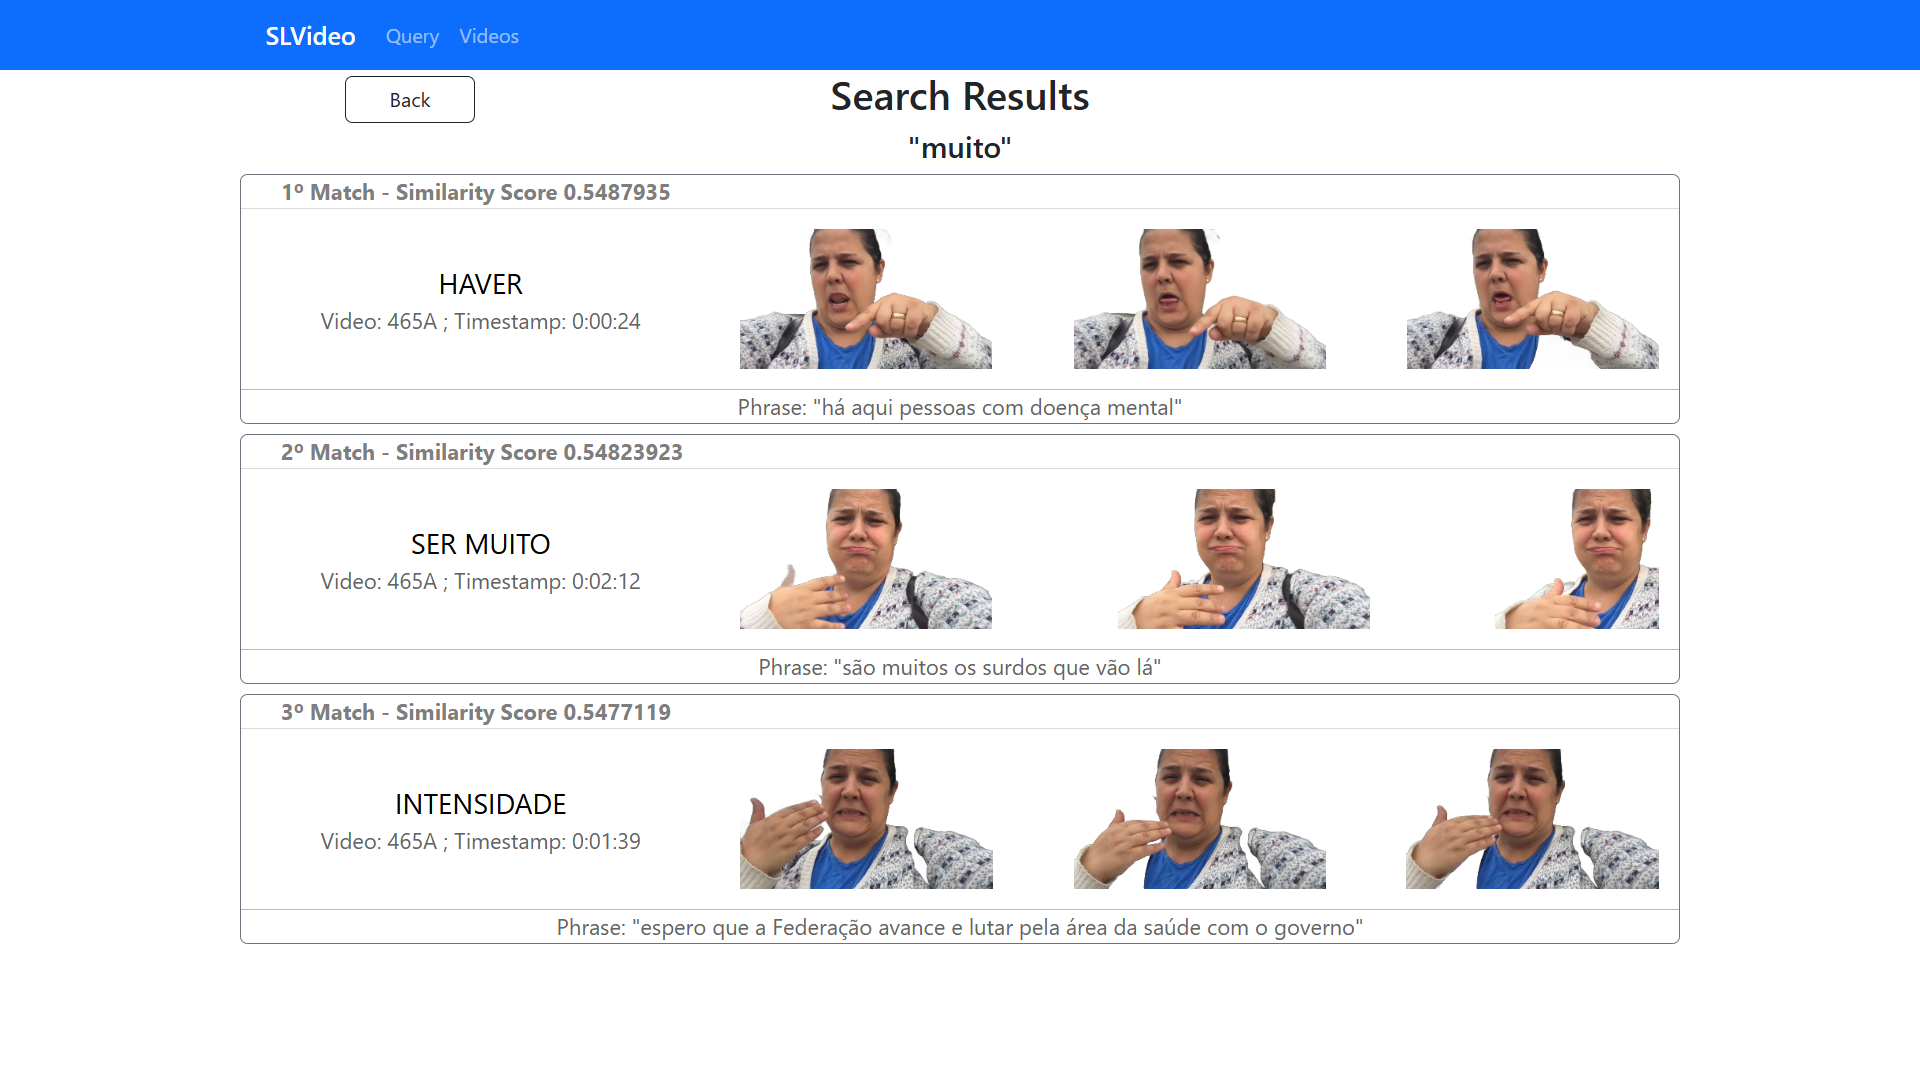 SLVideo Query Videos
Back
Search Results
"muito"
1º Match - Similarity Score 0.5487935
HAVER
Video: 465A ; Timestamp: 0:00:24
Phrase: "há aqui pessoas com doença mental"
2º Match - Similarity Score 0.54823923
SER MUITO
Video: 465A ; Timestamp: 0:02:12
Phrase: "são muitos os surdos que vão lá"
3º Match - Similarity Score 0.5477119
INTENSIDADE
Video: 465A ; Timestamp: 0:01:39
Phrase: "espero que a Federação avance e lutar pela área da saúde com o governo"